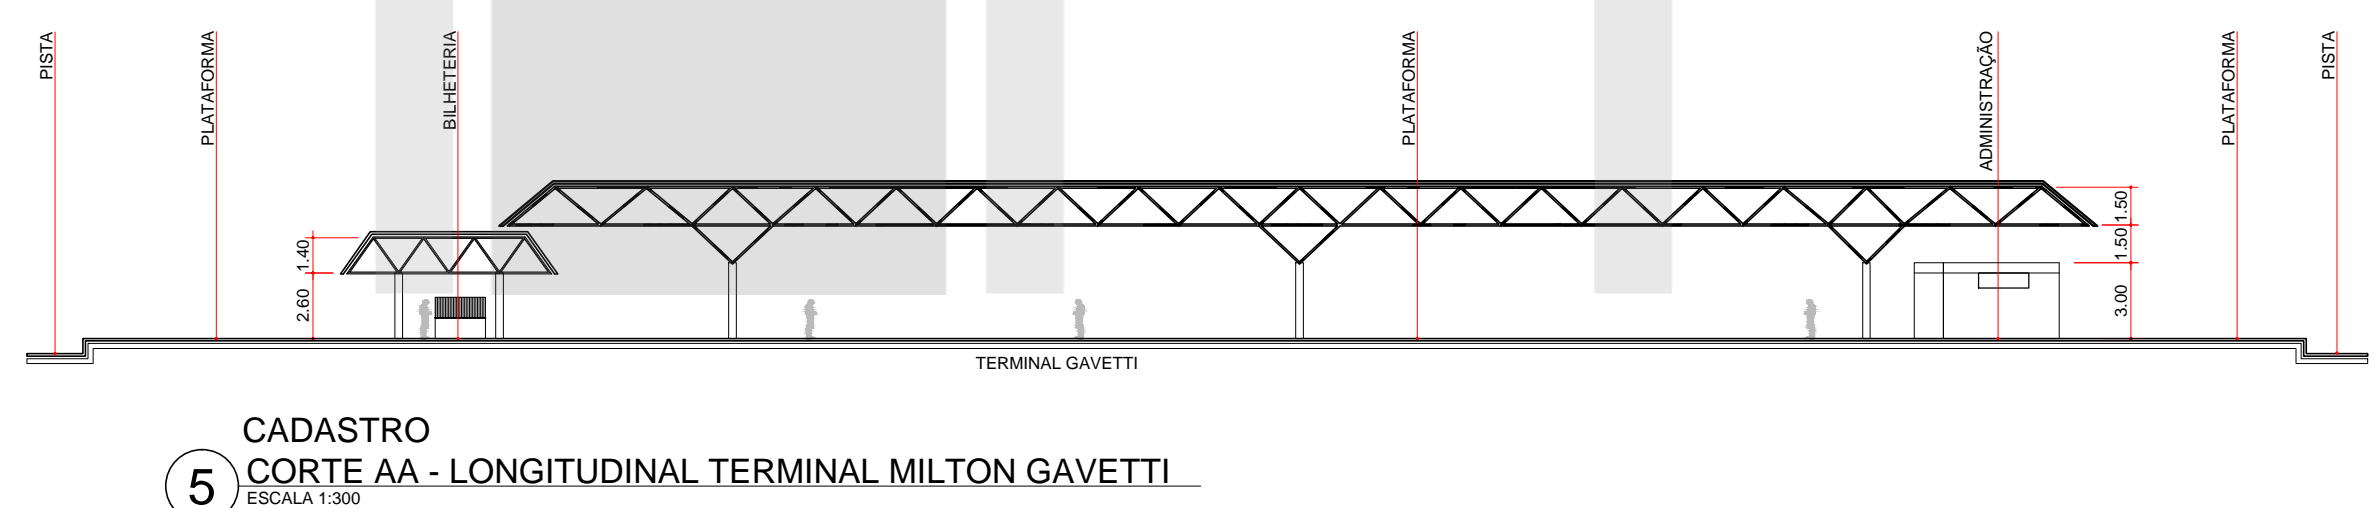 PISTA
PLATAFORMA
BILHETERIA
PLATAFORMA
ADMINISTRAÇÃO
PLATAFORMA
PISTA
1.40
2.60
1.50
1.50
3.00
TERMINAL GAVETTI
CADASTRO
5 CORTE AA - LONGITUDINAL TERMINAL MILTON GAVETTI
ESCALA 1:300